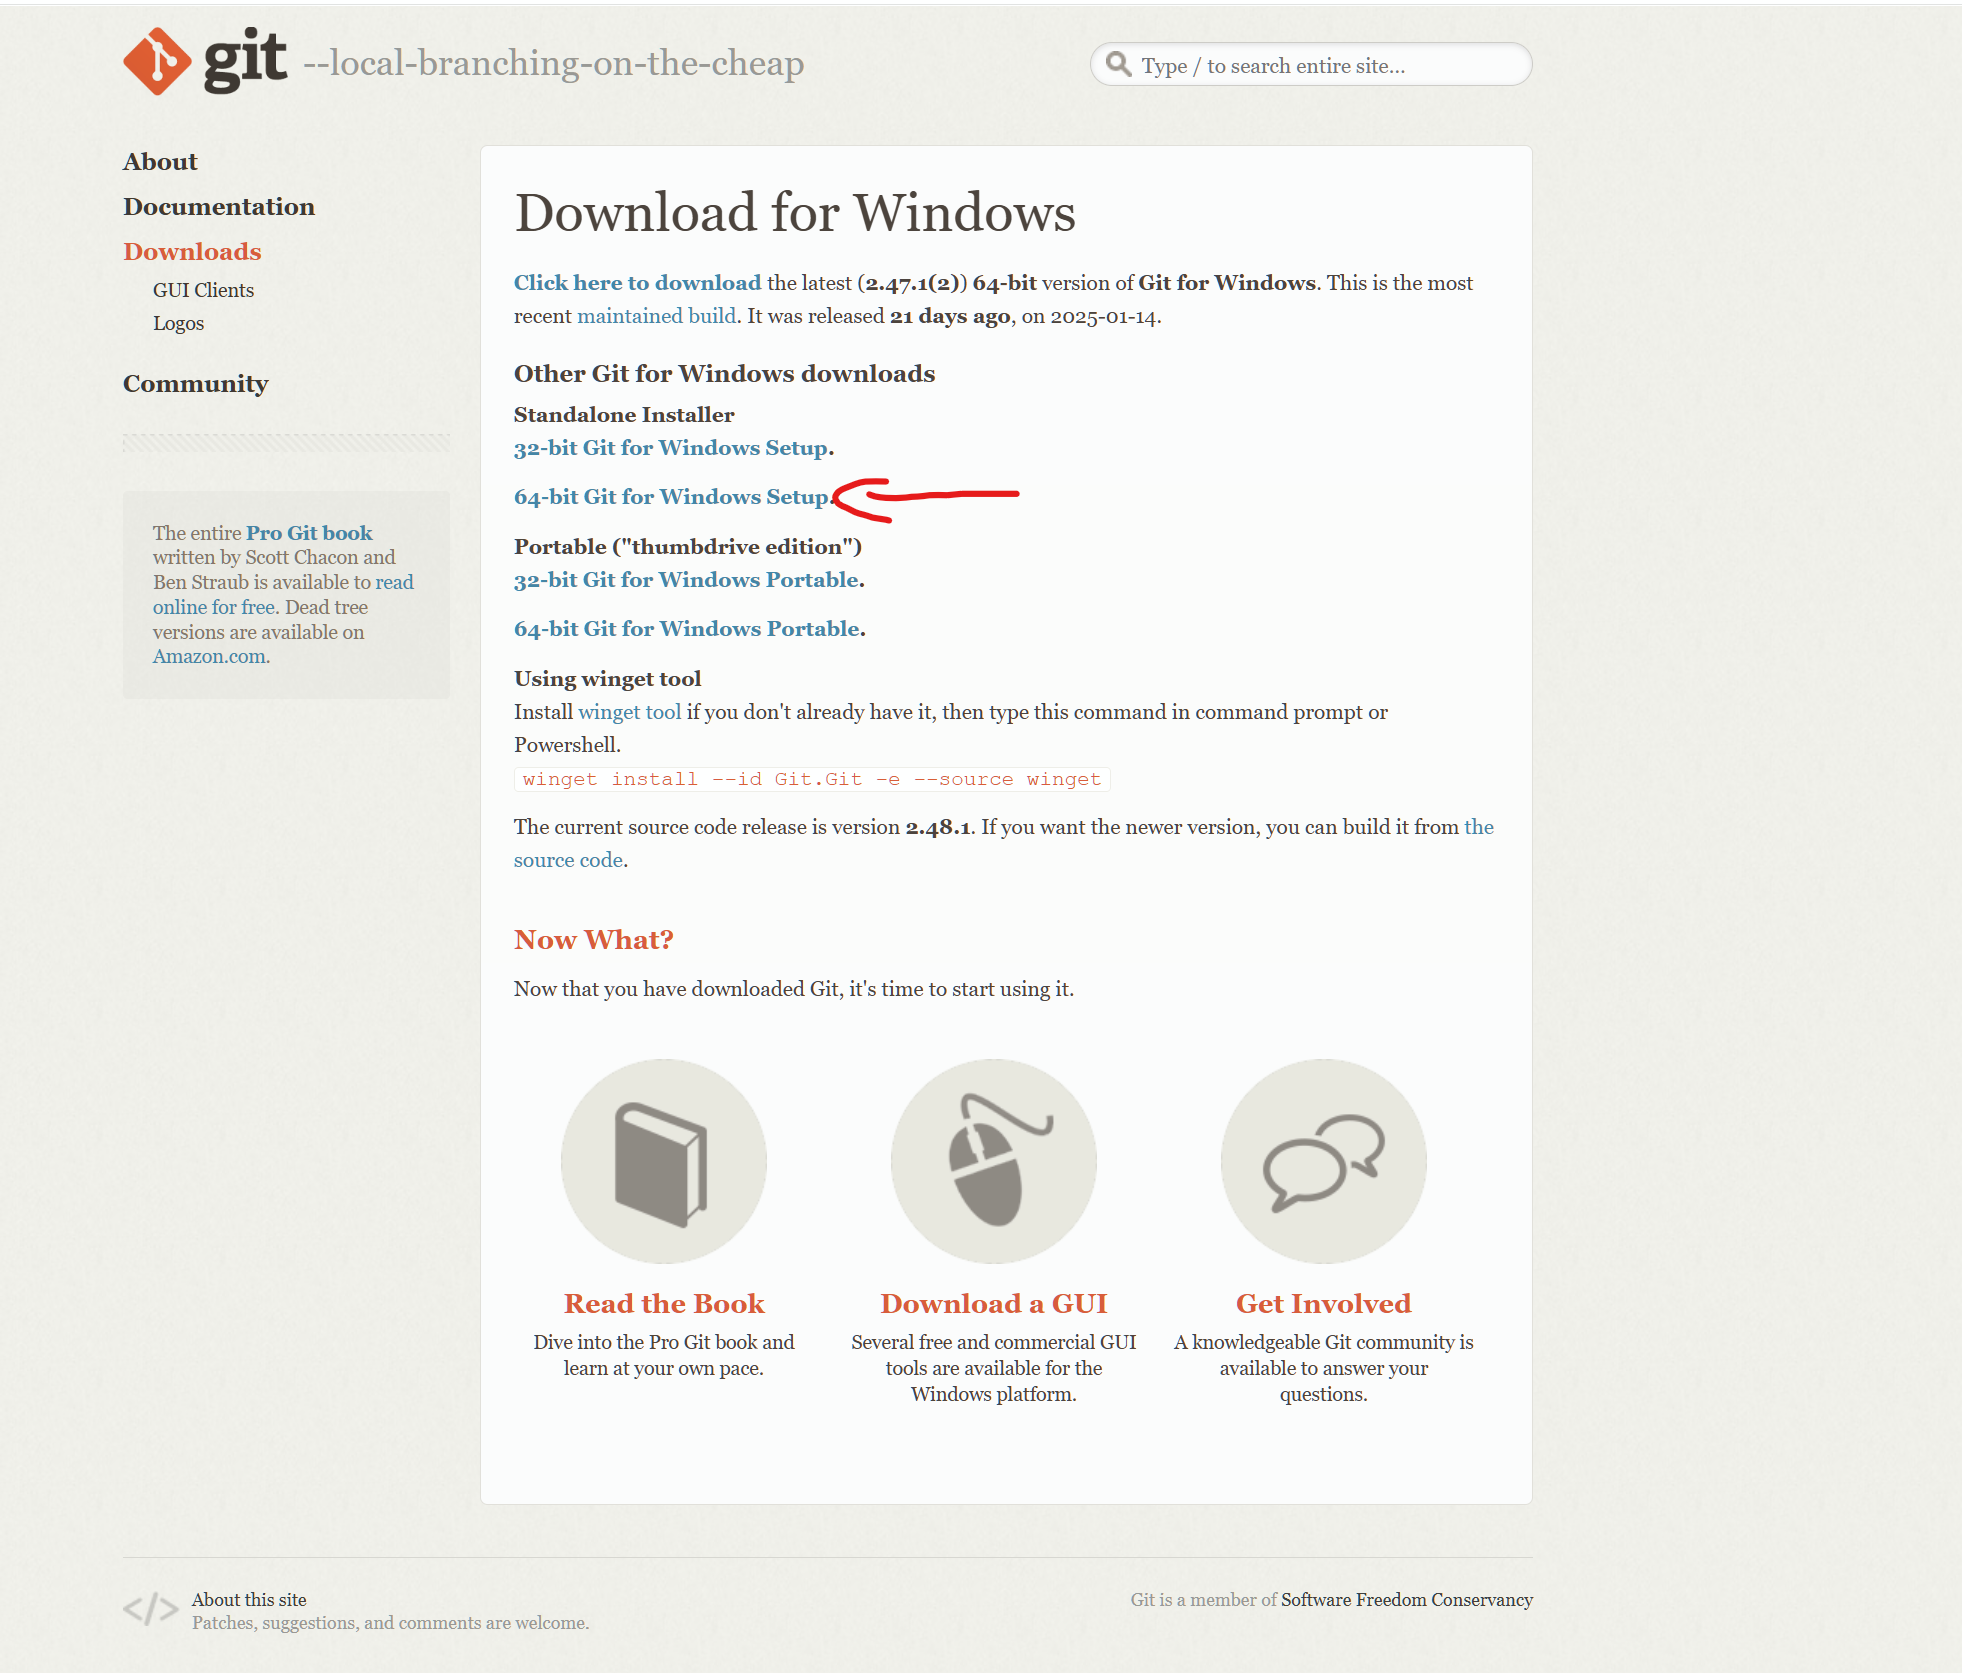 git --local-branching-on-the-cheap
Type / to search entire site...
About
Documentation
Downloads
GUI Clients
Logos
Community
The entire Pro Git book
written by Scott Chacon and
Ben Straub is available to read
online for free. Dead tree
versions are available on
Amazon.com.
Download for Windows
Click here to download the latest (2.47.1(2)) 64-bit version of Git for Windows. This is the most
recent maintained build. It was released 21 days ago, on 2025-01-14.
Other Git for Windows downloads
Standalone Installer
32-bit Git for Windows Setup.
64-bit Git for Windows Setup.
Portable ("thumbdrive edition")
32-bit Git for Windows Portable.
64-bit Git for Windows Portable.
Using winget tool
Install winget tool if you don't already have it, then type this command in command prompt or
Powershell.
winget install --id Git.Git -e --source winget
The current source code release is version 2.48.1. If you want the newer version, you can build it from the
source code.
Now What?
Now that you have downloaded Git, it's time to start using it.
Read the Book
Dive into the Pro Git book and
learn at your own pace.
Download a GUI
Several free and commercial GUI
tools are available for the
Windows platform.
Get Involved
A knowledgeable Git community is
available to answer your
questions.
</> About this site
Patches, suggestions, and comments are welcome.
Git is a member of Software Freedom Conservancy